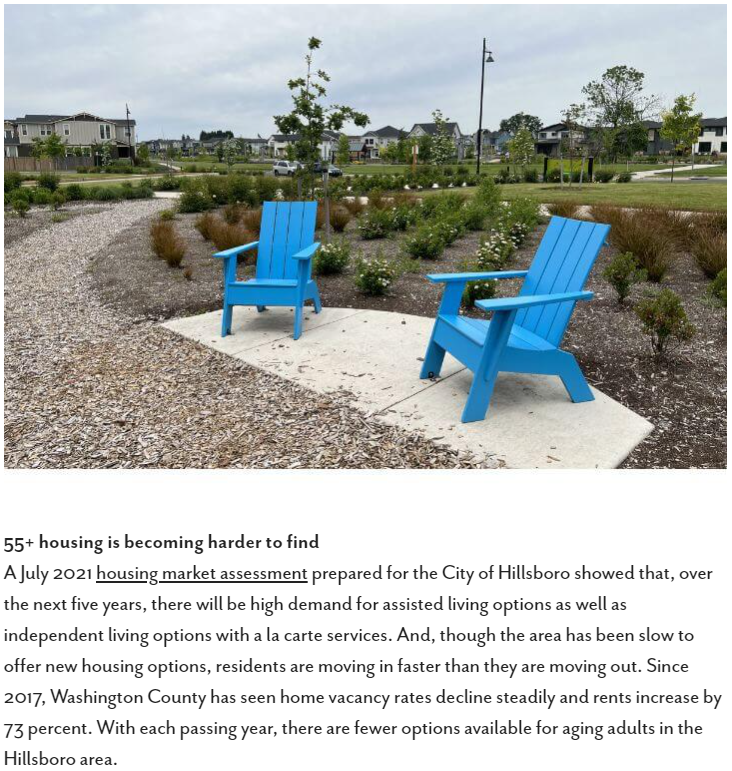 55+ housing is becoming harder to find
A July 2021 housing market assessment prepared for the City of Hillsboro showed that, over
the next five years, there will be high demand for assisted living options as well as
independent living options with a la carte services. And, though the area has been slow to
offer new housing options, residents are moving in faster than they are moving out. Since
2017, Washington County has seen home vacancy rates decline steadily and rents increase by
73 percent. With each passing year, there are fewer options available for aging adults in the
Hillsboro area.